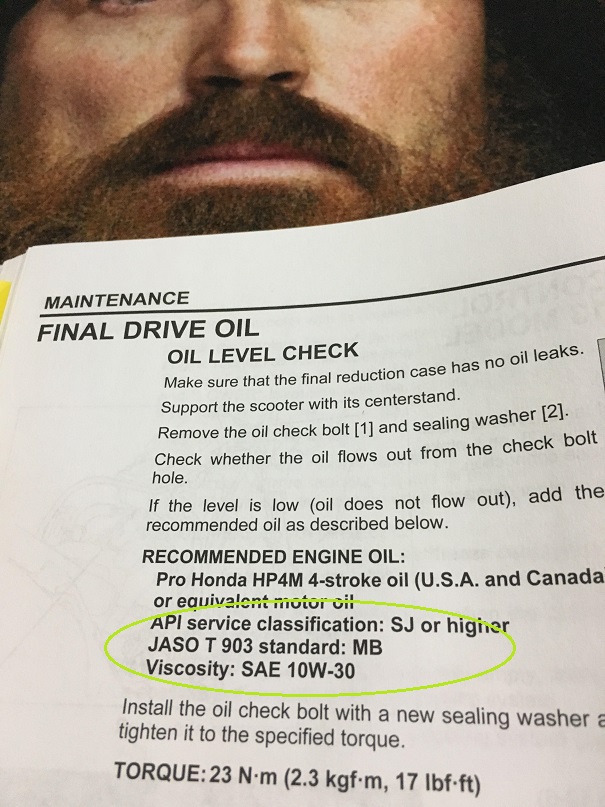 MAINTENANCE
FINAL DRIVE OIL
OIL LEVEL CHECK
Make sure that the final reduction case has no oil leaks.
Support the scooter with its centerstand.
Remove the oil check bolt [1] and sealing washer [2].
Check whether the oil flows out from the check bolt
hole.
If the level is low (oil does not flow out), add the
recommended oil as described below.
RECOMMENDED ENGINE OIL:
Pro Honda HP4M 4-stroke oil (U.S.A. and Canada
or equivalent motor oil
API service classification: SJ or higher
JASO T 903 standard: MB
Viscosity: SAE 10W-30
Install the oil check bolt with a new sealing washer a
tighten it to the specified torque.
TORQUE: 23 N·m (2.3 kgf·m, 17 lbf·ft)